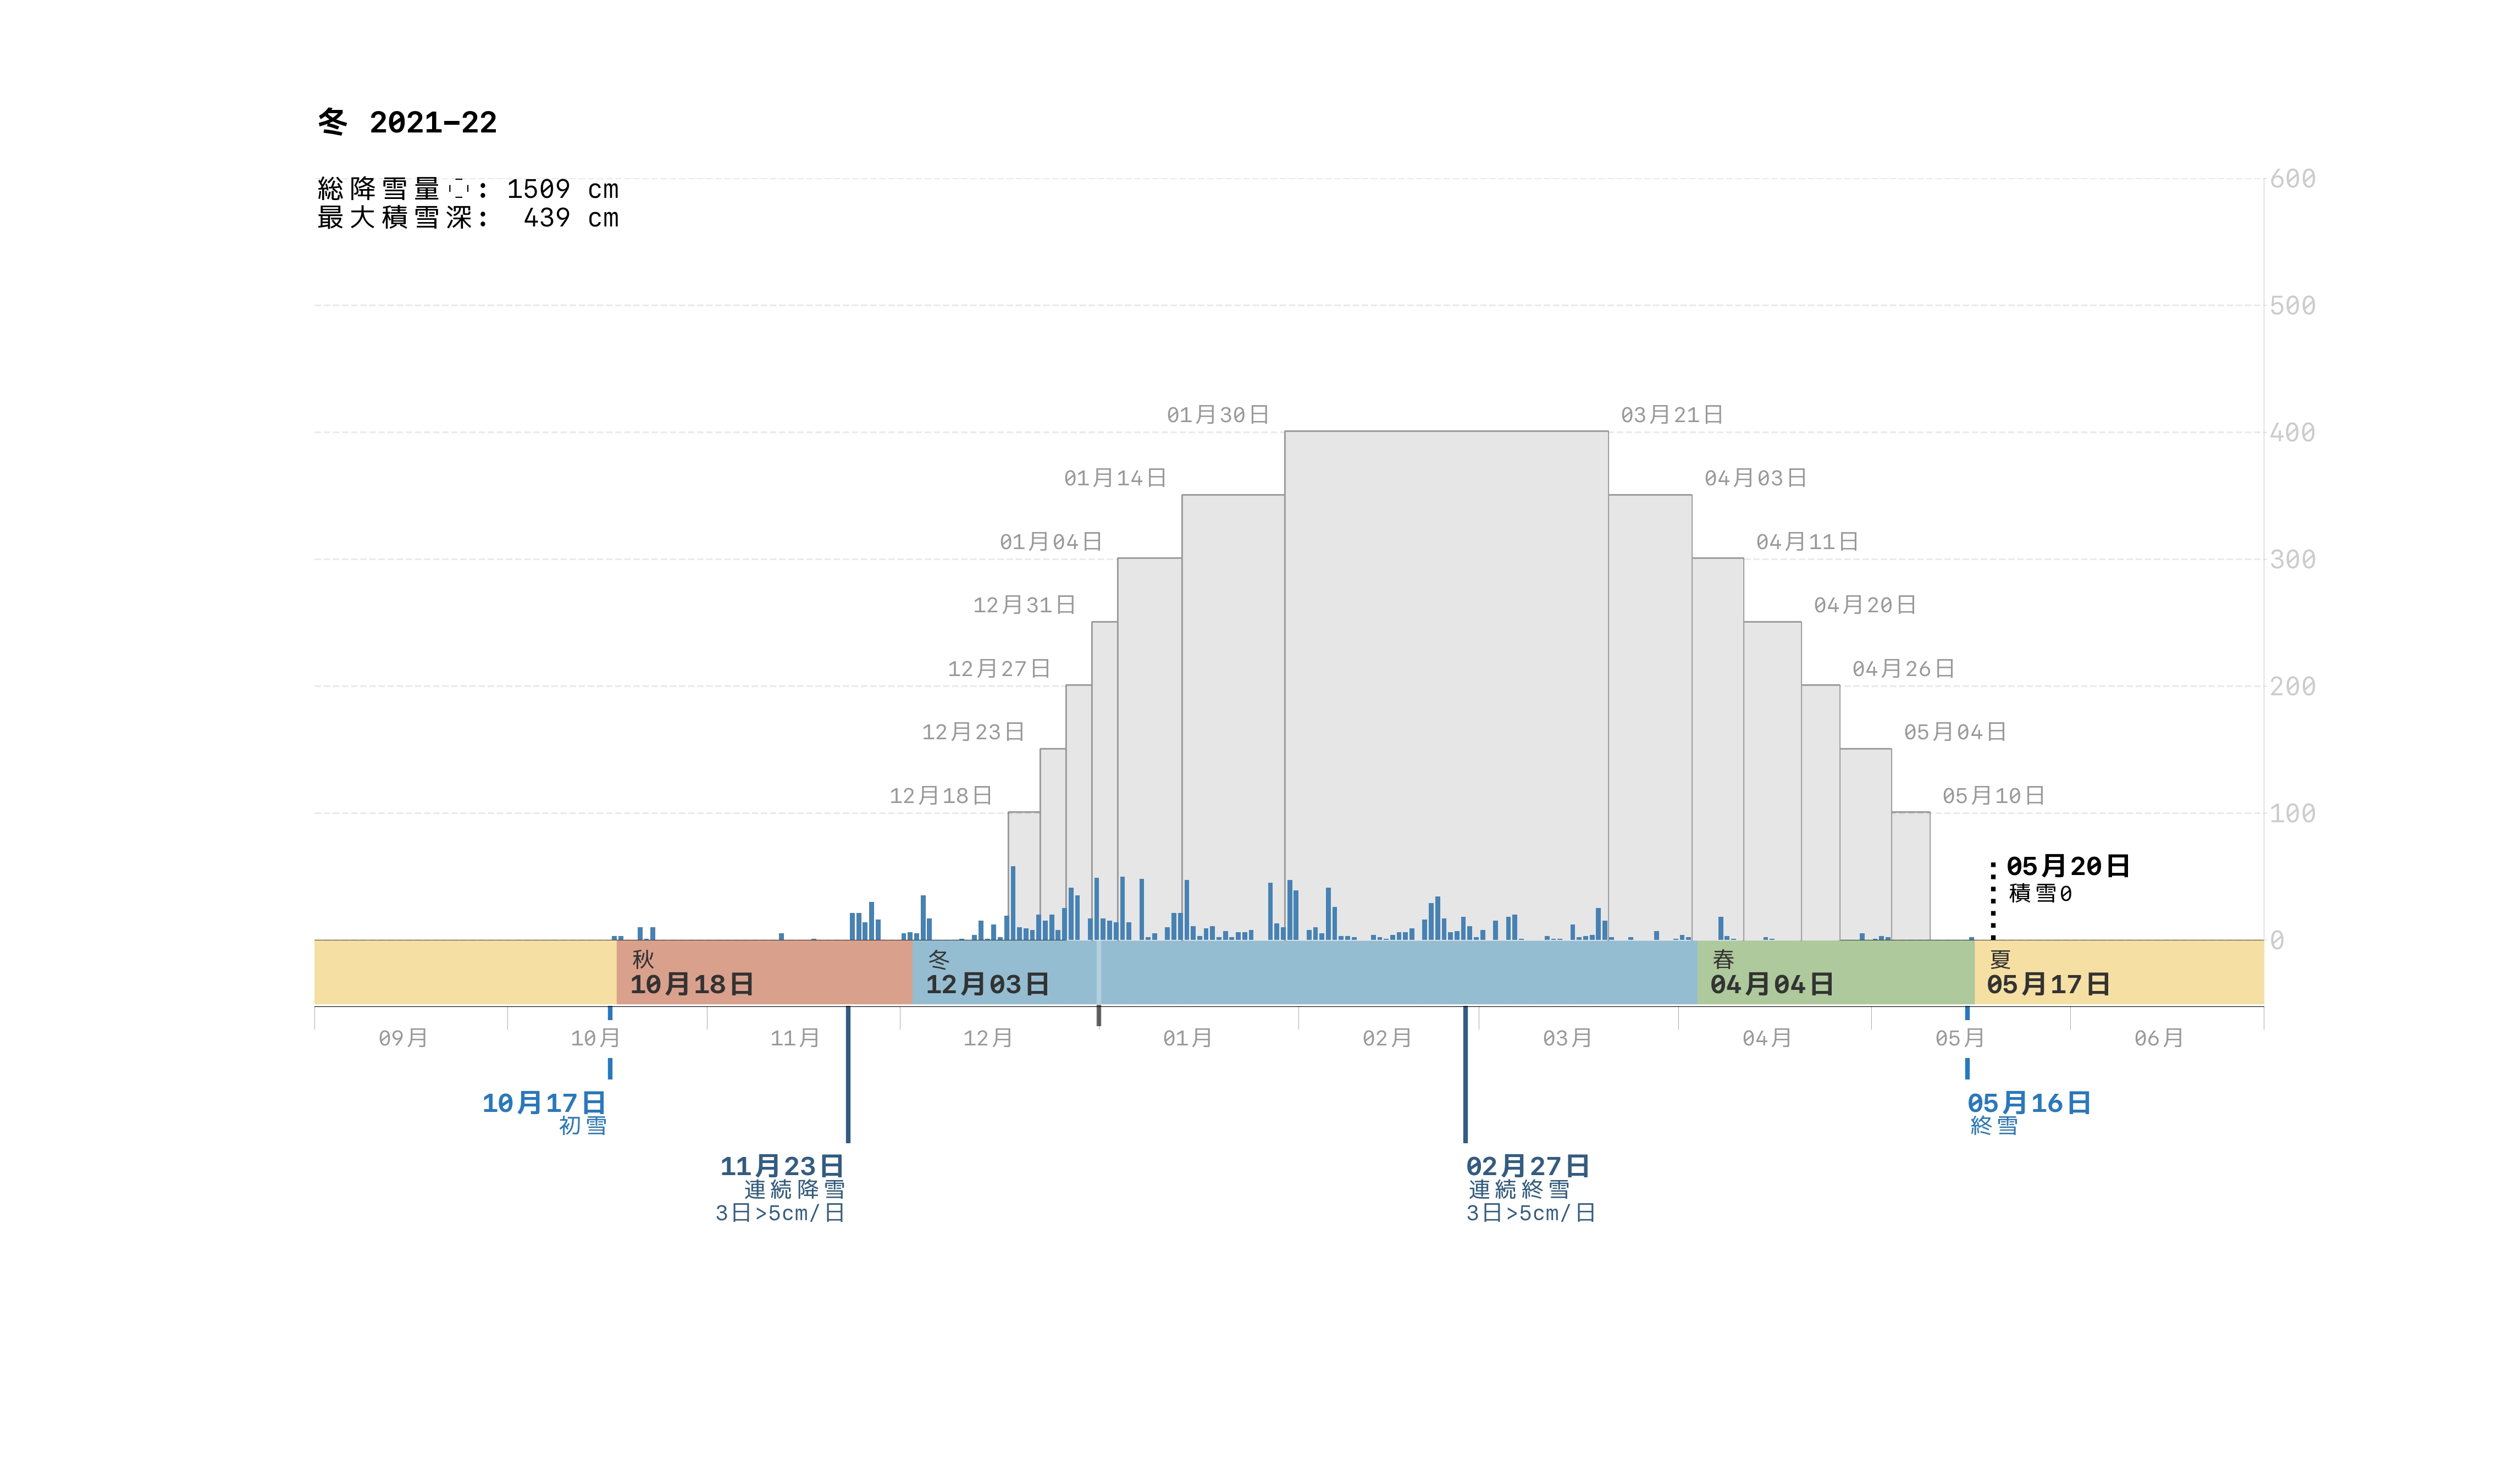 冬 2021−22
総降雪量 : 1509 cm
最大積雪深: 439 cm
600
500
400
300
200
100
0
01月30日
03月21日
01月14日
04月03日
01月04日
04月11日
12月31日
04月20日
12月27日
04月26日
12月23日
05月04日
12月18日
05月10日
05月20日
積雪0
秋
10月18日
冬
12月03日
春
04月04日
夏
05月17日
09月
10月
11月
12月
01月
02月
03月
04月
05月
06月
10月17日
初雪
05月16日
終雪
11月23日
連続降雪
3日>5cm/日
02月27日
連続終雪
3日>5cm/日